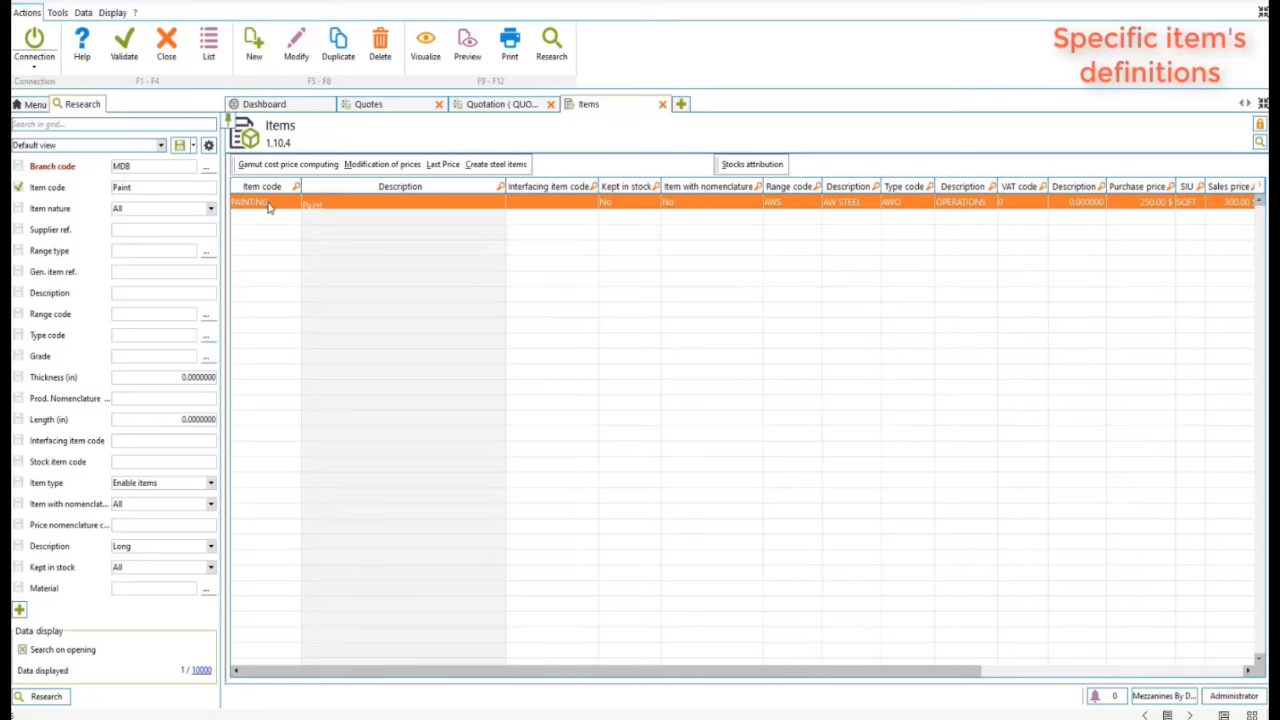 Actions Tools Data Display ?
Specific item's
definitions
Connection Help Validate Close List New Modify Duplicate Delete Visualize Preview Print Research
Connection F1 - F4 F5 - F8 F9 - F12
Menu Research Dashboard Quotes Quotation ( QUO... Items
Search in grid...
Default view
Items
1.10.4
Gamut cost price computing Modification of prices Last Price Create steel items Stocks attribution
Item code Description Interfacing item code Kept in stock Item with nomenclature Range code Description Type code Description VAT code Description Purchase price SIU Sales price
PAINTING Paint No No AWS AW STEEL AWO OPERATIONS 0 0.000000 250.00 $ SQFT 300.00
Branch code MDB ...
Item code Paint
Item nature All
Supplier ref.
Range type ...
Gen. item ref.
Description
Range code ...
Type code ...
Grade ...
Thickness (in) 0.0000000
Prod. Nomenclature ...
Length (in) 0.0000000
Interfacing item code
Stock item code
Item type Enable items
Item with nomenclat... All
Price nomenclature c...
Description Long
Kept in stock All
Material ...
Data display
Search on opening
Data displayed 1 / 10000
Research
0 Mezzanines By D... Administrator